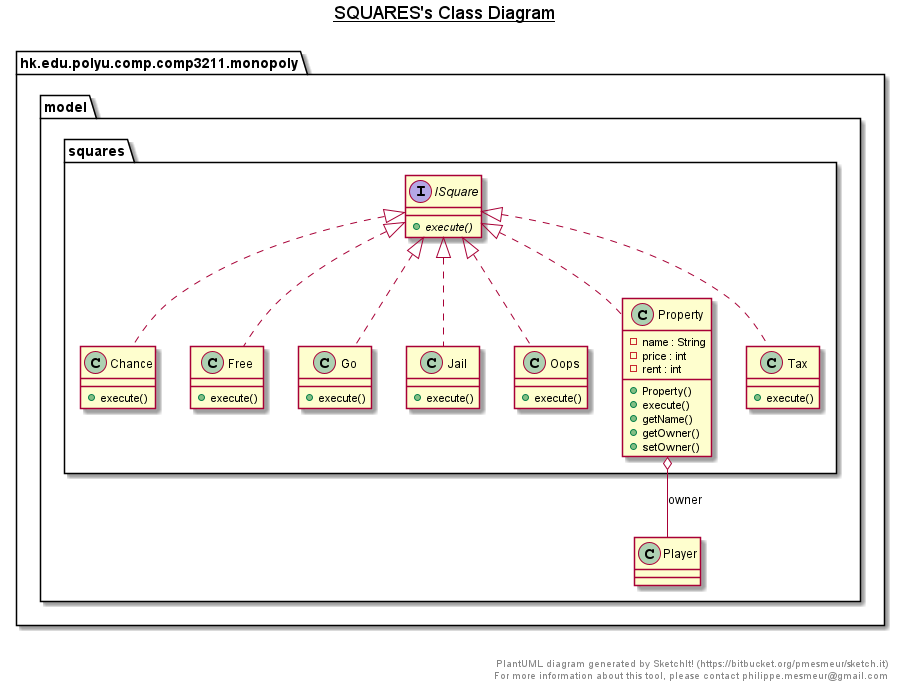 SQUARES's Class Diagram
hk.edu.polyu.comp.comp3211.monopoly
model
squares
I ISquare
execute()
C Chance
execute()
C Free
execute()
C Go
execute()
C Jail
execute()
C Oops
execute()
C Property
name : String
price : int
rent : int
Property()
execute()
getName()
getOwner()
setOwner()
C Tax
execute()
owner
C Player
PlantUML diagram generated by SketchIt! (https://bitbucket.org/pmesmeur/sketch.it)
For more information about this tool, please contact philippe.mesmeur@gmail.com